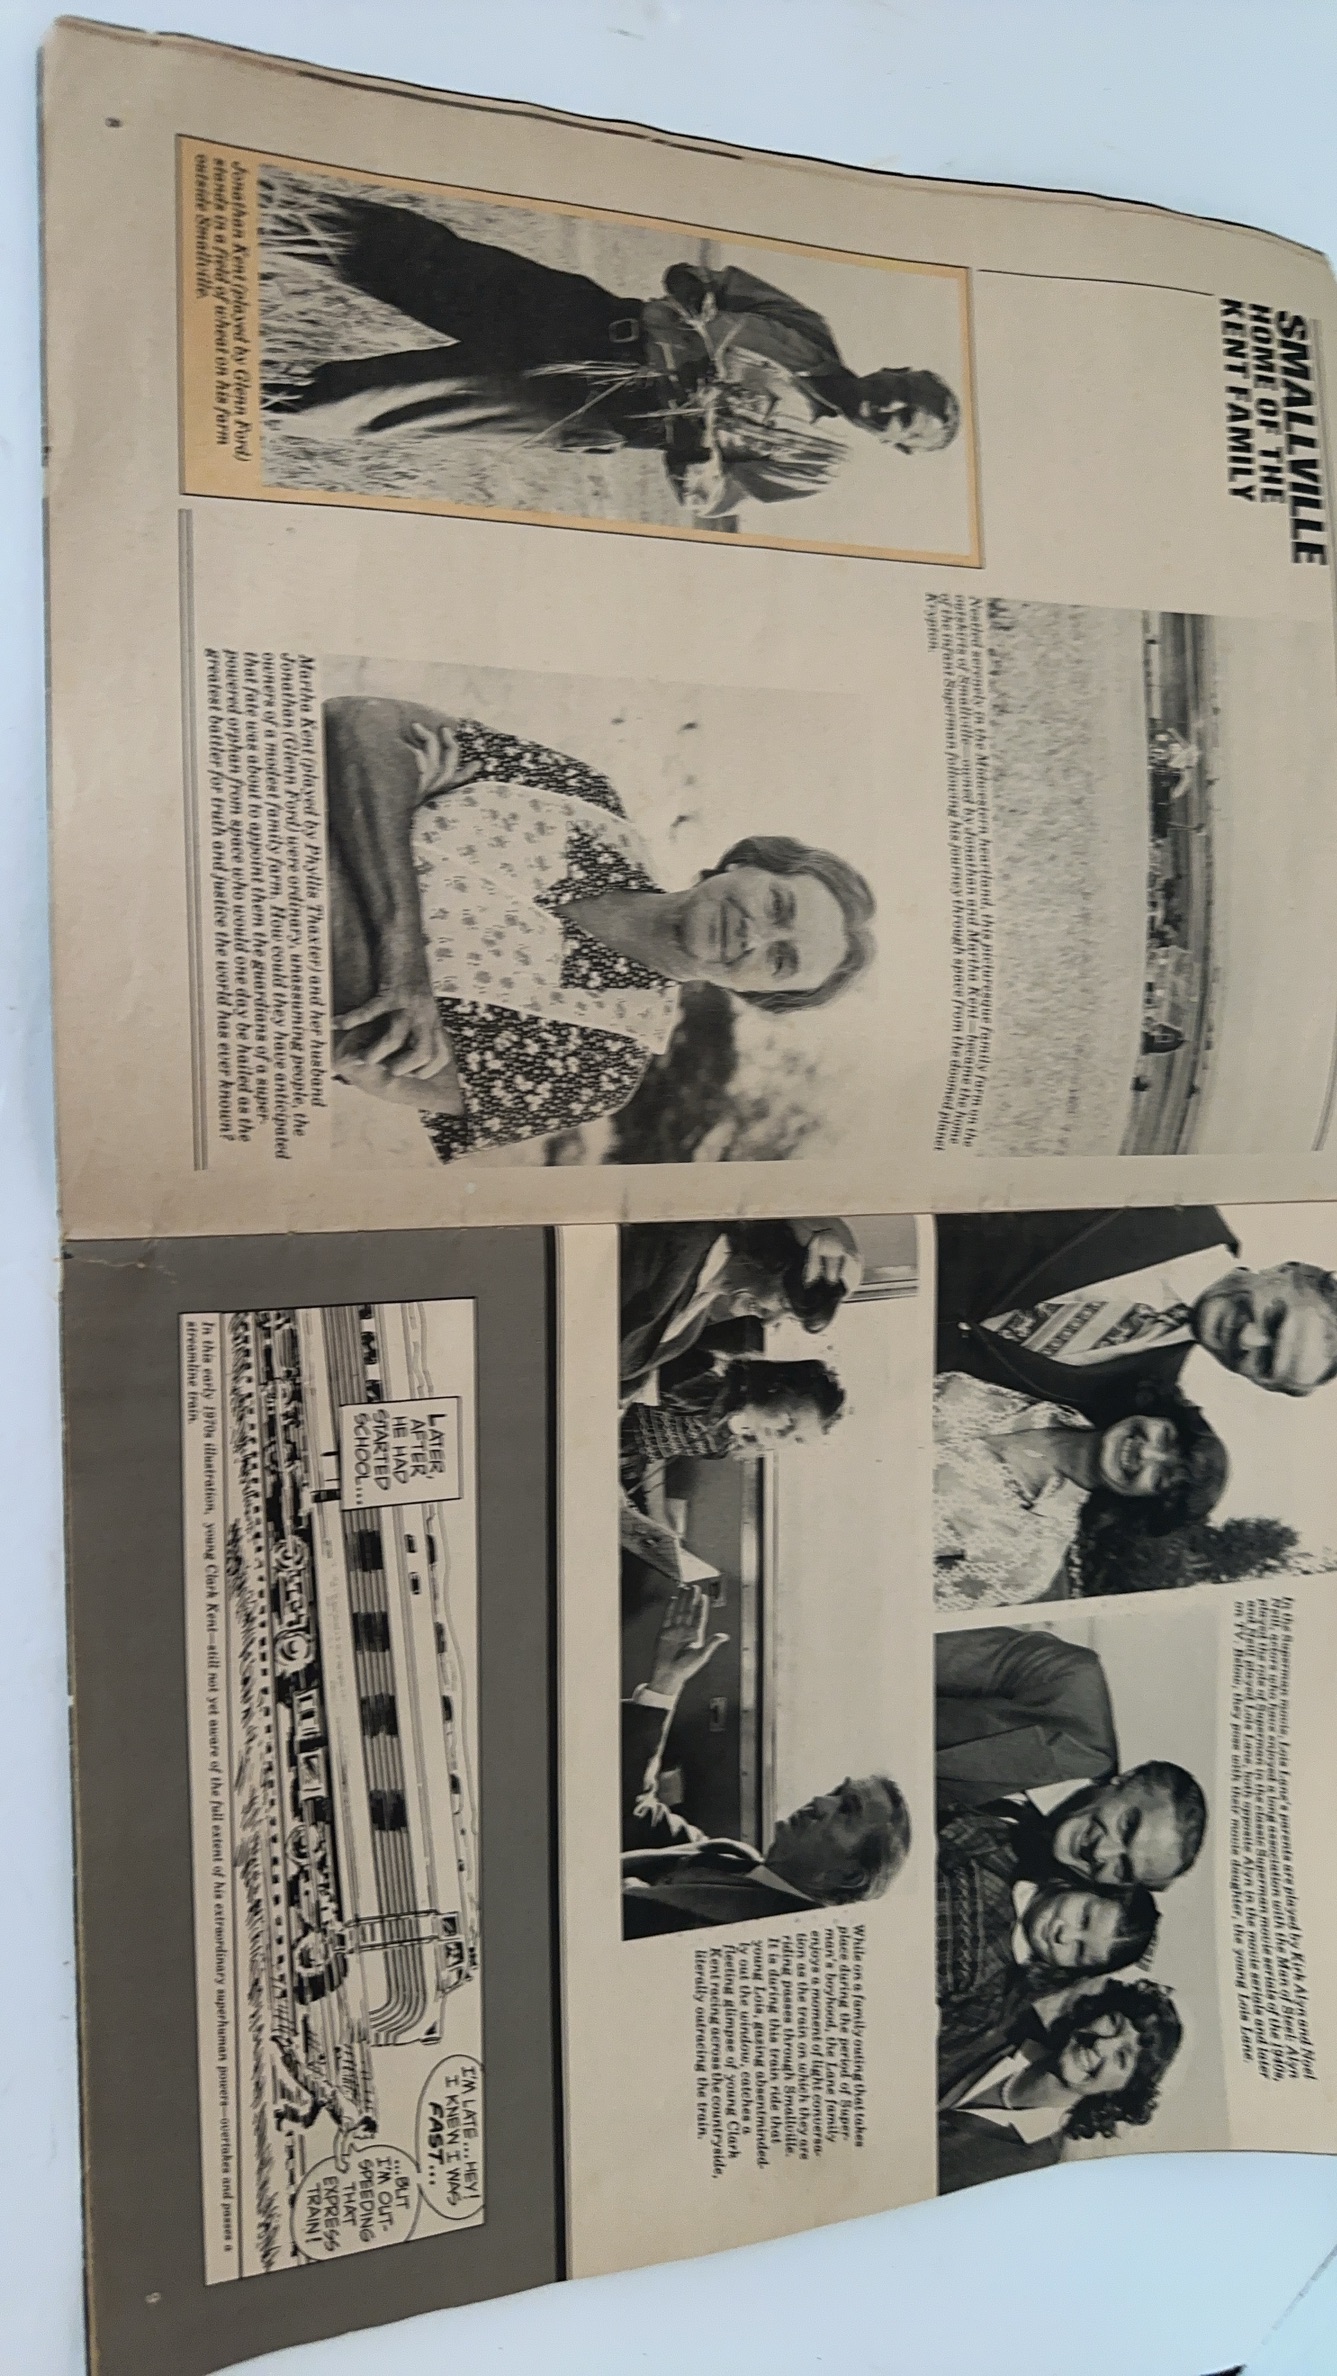 SMALLVILLE
HOME OF THE
KENT FAMILY
Nestled serenely in the Midwestern heartland, this picturesque family farm on the
outskirts of Smallville—owned by Jonathan and Martha Kent—became the home
of the infant Superman following his journey through space from the doomed planet
Krypton.
Jonathan Kent (played by Glenn Ford)
stands in a field of wheat on his farm
outside Smallville.
Martha Kent (played by Phyllis Thaxter) and her husband
Jonathan (Glenn Ford) were ordinary, unassuming people, the
owners of a modest family farm. How could they have anticipated
that fate was about to appoint them the guardians of a super-
powered orphan from space who would one day be hailed as the
greatest battler for truth and justice the world has ever known?
8
In the Superman movie, Lois Lane's parents are played by Kirk Alyn and Noel
Neill, actors who have enjoyed a long association with the Man of Steel: Alyn
played the role of Superman in the classic Superman movie serials of the 1940s,
and Neill played Lois Lane, both opposite Alyn in the movie serials and later
on TV. Below, they pose with their movie daughter, the young Lois Lane.
While on a family outing that takes
place during the period of Super-
man's boyhood, the Lane family
enjoys a moment of light conversa-
tion as the train on which they are
riding passes through Smallville.
It is during this train ride that
young Lois, gazing absentminded-
ly out the window, catches a
fleeting glimpse of young Clark
Kent racing across the countryside,
literally outracing the train.
LATER,
AFTER
HE HAD
STARTED
SCHOOL...
I'M LATE...HEY!
I KNEW I WAS
FAST...
...BUT
I'M OUT-
SPEEDING
THAT
EXPRESS
TRAIN!
In this early 1970s illustration, young Clark Kent—still not yet aware of the full extent of his extraordinary superhuman powers—overtakes and passes a
streamline train.
9